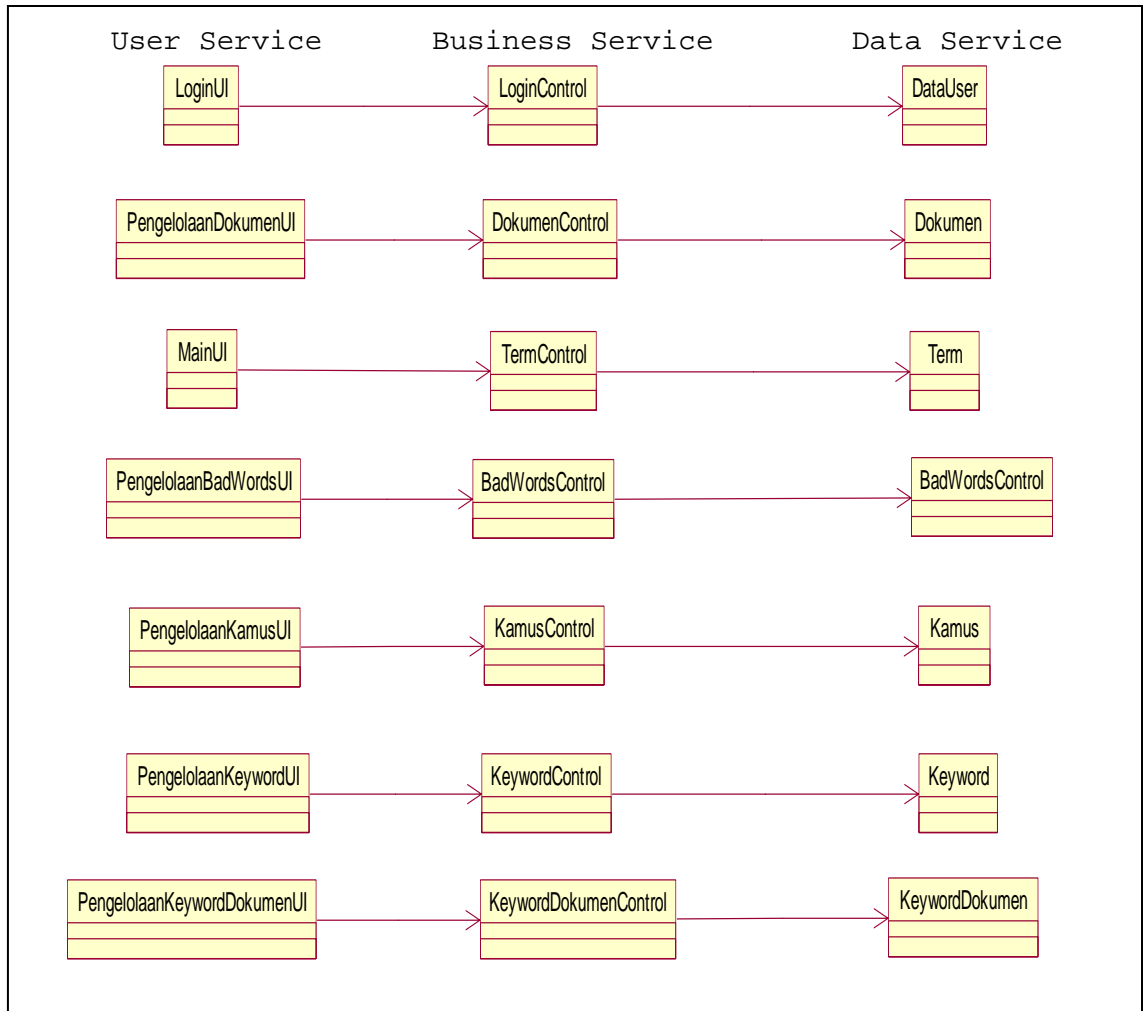 User Service Business Service Data Service
LoginUI LoginControl DataUser
PengelolaanDokumenUI DokumenControl Dokumen
MainUI TermControl Term
PengelolaanBadWordsUI BadWordsControl BadWordsControl
PengelolaanKamusUI KamusControl Kamus
PengelolaanKeywordUI KeywordControl Keyword
PengelolaanKeywordDokumenUI KeywordDokumenControl KeywordDokumen